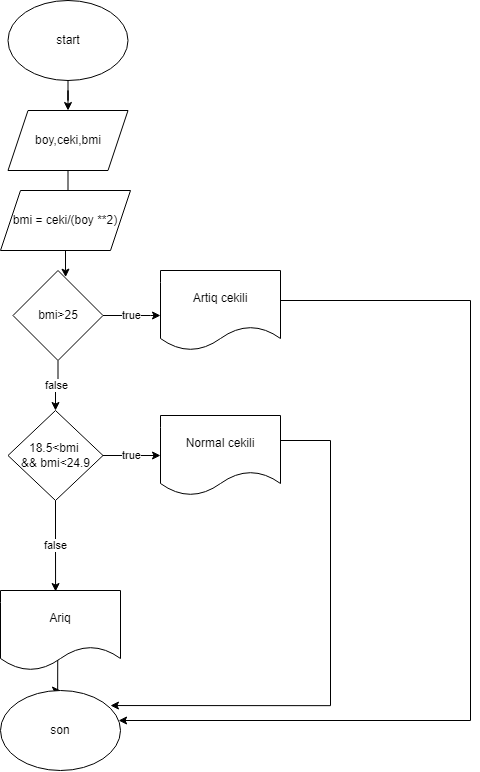 start
boy,ceki,bmi
bmi = ceki/(boy **2)
bmi>25
true
Artiq cekili
false
18.5<bmi
&& bmi<24.9
true
Normal cekili
false
Ariq
son